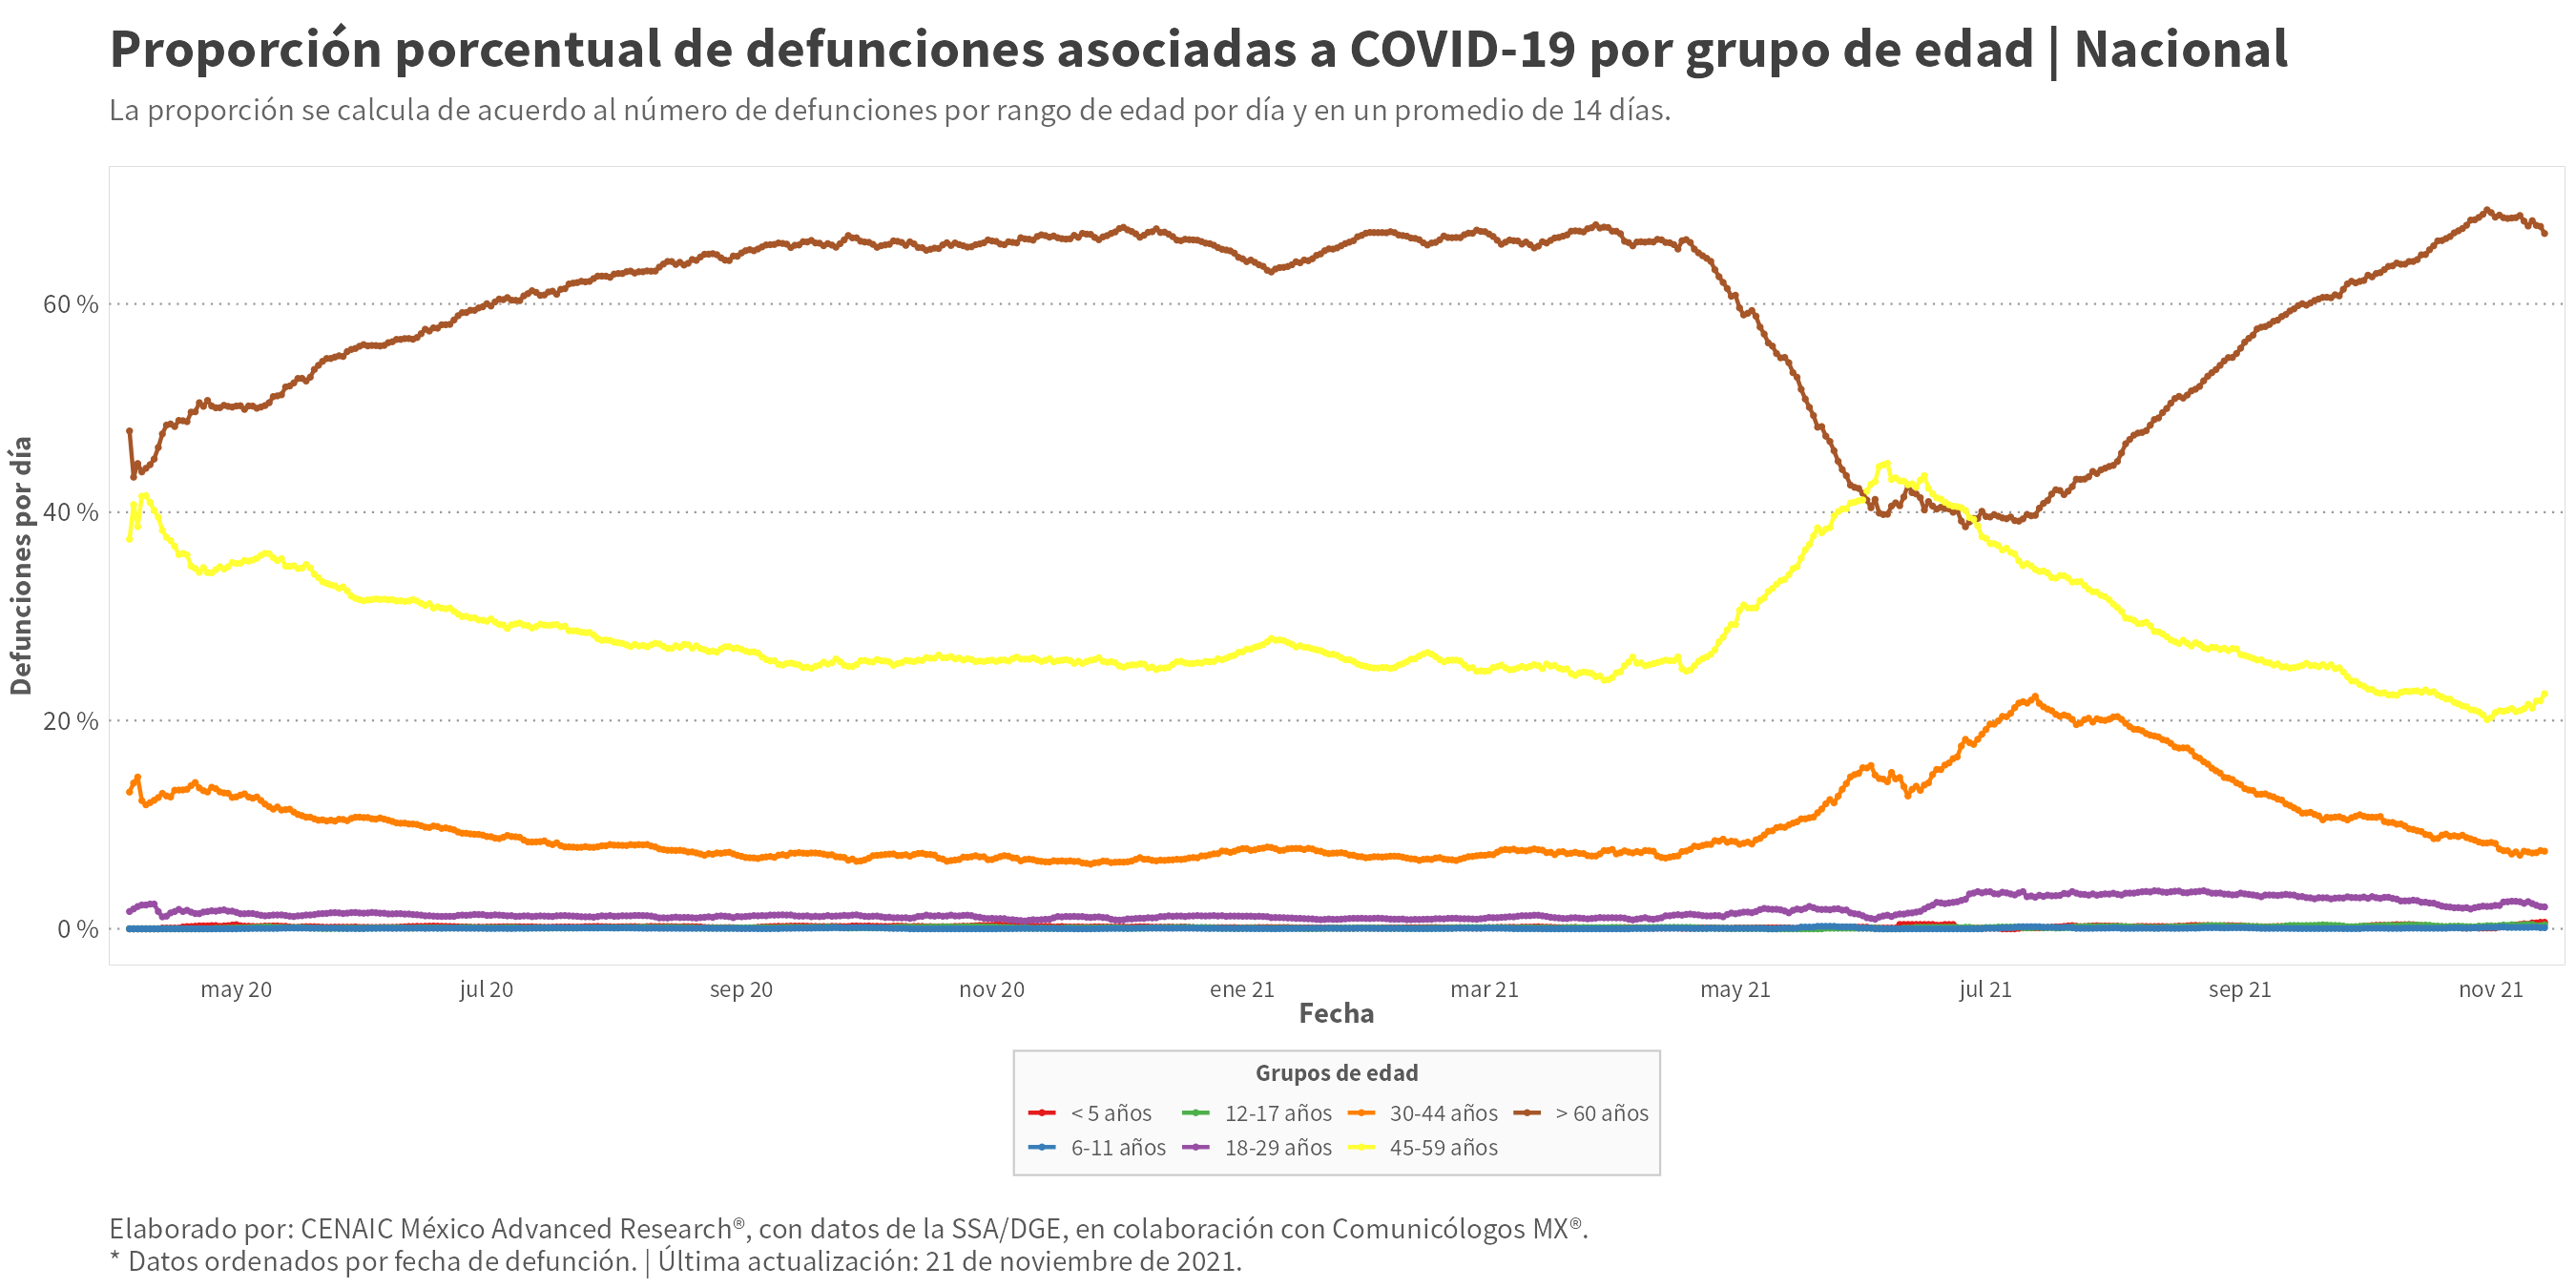 Proporción porcentual de defunciones asociadas a COVID-19 por grupo de edad | Nacional
La proporción se calcula de acuerdo al número de defunciones por rango de edad por día y en un promedio de 14 días.
Defunciones por día
60 %
40 %
20 %
0 %
may 20 jul 20 sep 20 nov 20 ene 21 mar 21 may 21 jul 21 sep 21 nov 21
Fecha
Grupos de edad
< 5 años 12-17 años 30-44 años > 60 años
6-11 años 18-29 años 45-59 años
Elaborado por: CENAIC México Advanced Research®, con datos de la SSA/DGE, en colaboración con Comunicólogos MX®.
* Datos ordenados por fecha de defunción. | Última actualización: 21 de noviembre de 2021.